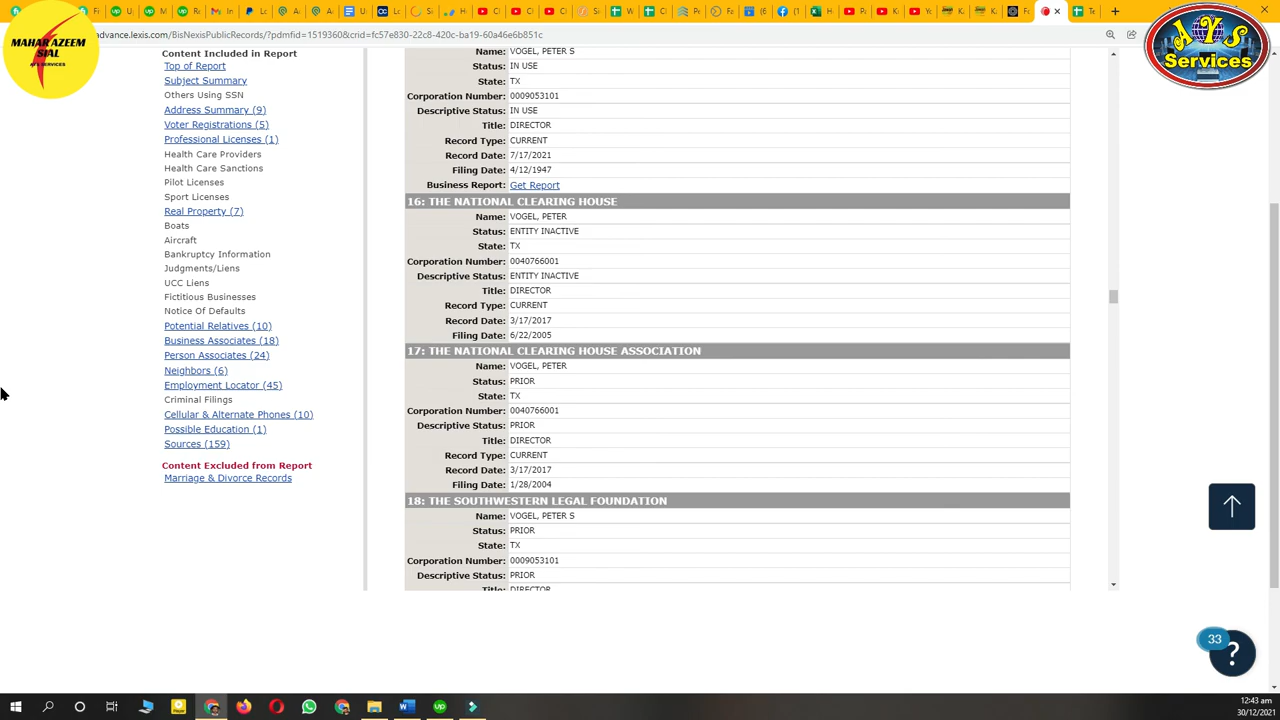 MAHAR AZEEM
SIAL
AYS SERVICES
AYS
Services
advance.lexis.com/BisNexisPublicRecords/?pdmfid=1519360&crid=fc57e830-22c8-420c-ba19-60a46e6b851c
Content Included in Report
Top of Report
Subject Summary
Others Using SSN
Address Summary (9)
Voter Registrations (5)
Professional Licenses (1)
Health Care Providers
Health Care Sanctions
Pilot Licenses
Sport Licenses
Real Property (7)
Boats
Aircraft
Bankruptcy Information
Judgments/Liens
UCC Liens
Fictitious Businesses
Notice Of Defaults
Potential Relatives (10)
Business Associates (18)
Person Associates (24)
Neighbors (6)
Employment Locator (45)
Criminal Filings
Cellular & Alternate Phones (10)
Possible Education (1)
Sources (159)
Content Excluded from Report
Marriage & Divorce Records
Name: VOGEL, PETER S
Status: IN USE
State: TX
Corporation Number: 0009053101
Descriptive Status: IN USE
Title: DIRECTOR
Record Type: CURRENT
Record Date: 7/17/2021
Filing Date: 4/12/1947
Business Report: Get Report
16: THE NATIONAL CLEARING HOUSE
Name: VOGEL, PETER
Status: ENTITY INACTIVE
State: TX
Corporation Number: 0040766001
Descriptive Status: ENTITY INACTIVE
Title: DIRECTOR
Record Type: CURRENT
Record Date: 3/17/2017
Filing Date: 6/22/2005
17: THE NATIONAL CLEARING HOUSE ASSOCIATION
Name: VOGEL, PETER
Status: PRIOR
State: TX
Corporation Number: 0040766001
Descriptive Status: PRIOR
Title: DIRECTOR
Record Type: CURRENT
Record Date: 3/17/2017
Filing Date: 1/28/2004
18: THE SOUTHWESTERN LEGAL FOUNDATION
Name: VOGEL, PETER S
Status: PRIOR
State: TX
Corporation Number: 0009053101
Descriptive Status: PRIOR
Title: DIRECTOR
33
?
12:43 am
30/12/2021